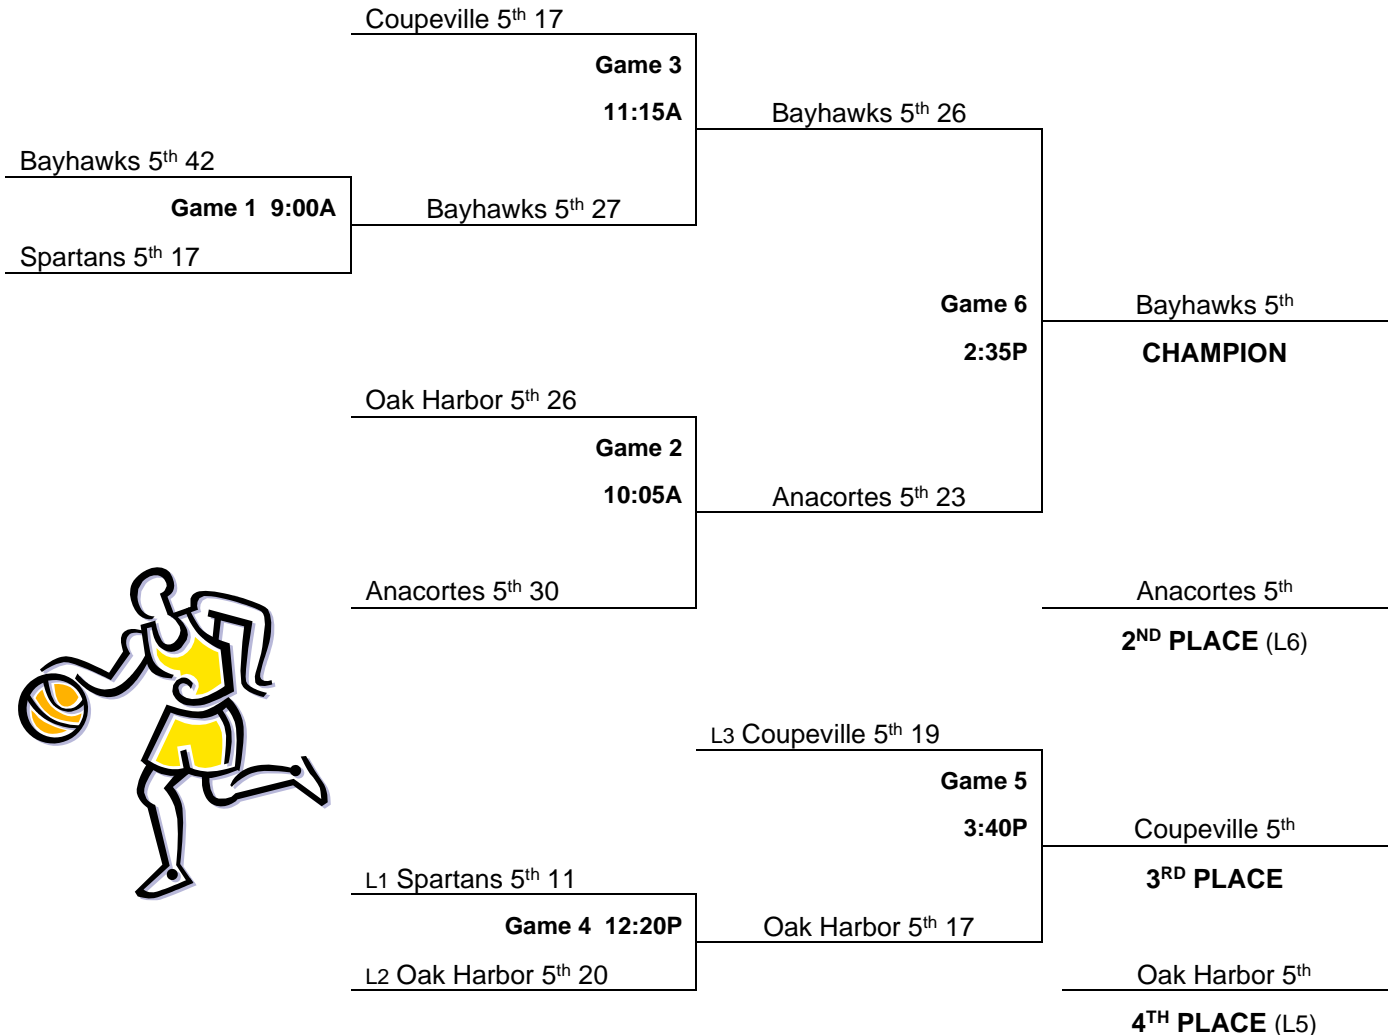 Coupeville 5th 17
Game 3
11:15A
Bayhawks 5th 26
Bayhawks 5th 42
Game 1 9:00A
Bayhawks 5th 27
Spartans 5th 17
Game 6
2:35P
Bayhawks 5th
CHAMPION
Oak Harbor 5th 26
Game 2
10:05A
Anacortes 5th 23
Anacortes 5th 30
Anacortes 5th
2ND PLACE (L6)
L3 Coupeville 5th 19
Game 5
3:40P
Coupeville 5th
3RD PLACE
L1 Spartans 5th 11
Game 4 12:20P
Oak Harbor 5th 17
L2 Oak Harbor 5th 20
Oak Harbor 5th
4TH PLACE (L5)